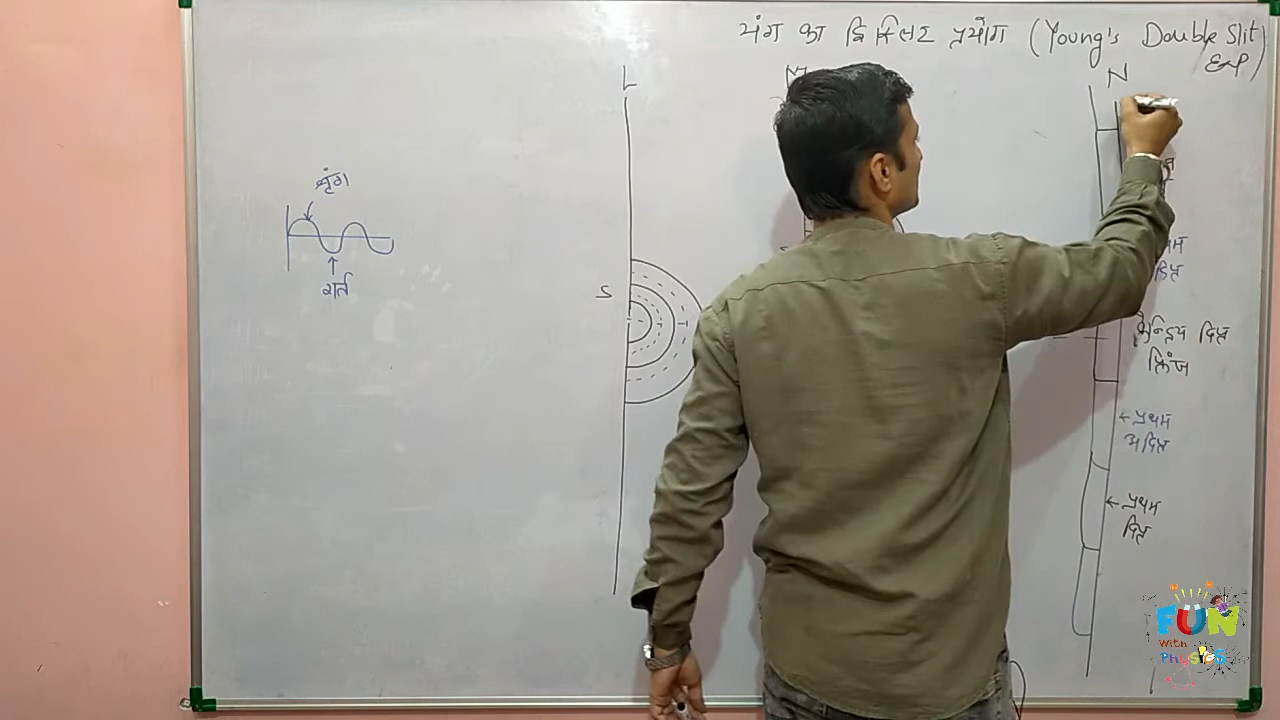 यंग का द्वि स्लिट प्रयोग (Young's Double Slit
Exp)
L
M
N
श्रृंग
गर्त
S
केन्द्रिय दिप्त
फ्रिंज
←प्रथम
अदिप्त
←प्रथम
दिप्त
FUN
With
Physics